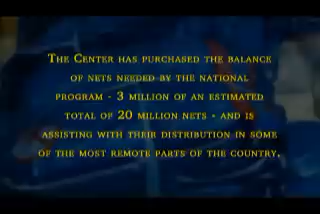 The Center has purchased the balance
of nets needed by the national
program - 3 million of an estimated
total of 20 million nets - and is
assisting with their distribution in some
of the most remote parts of the country.